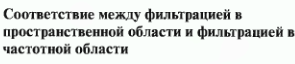 Соответствие между фильтрацией в
пространственной области и фильтрацией в
частотной области